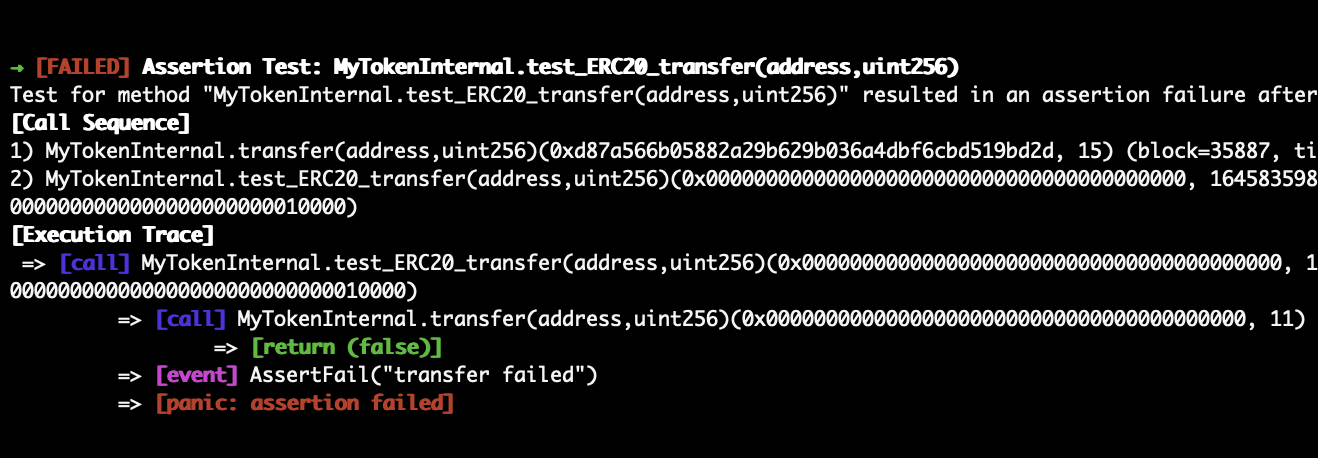 → [FAILED] Assertion Test: MyTokenInternal.test_ERC20_transfer(address,uint256)
Test for method "MyTokenInternal.test_ERC20_transfer(address,uint256)" resulted in an assertion failure after
[Call Sequence]
1) MyTokenInternal.transfer(address,uint256)(0xd87a566b05882a29b629b036a4dbf6cbd519bd2d, 15) (block=35887, ti
2) MyTokenInternal.test_ERC20_transfer(address,uint256)(0x0000000000000000000000000000000000000000, 164583598
0000000000000000000000010000)
[Execution Trace]
=> [call] MyTokenInternal.test_ERC20_transfer(address,uint256)(0x0000000000000000000000000000000000000000, 1
0000000000000000000000000000010000)
=> [call] MyTokenInternal.transfer(address,uint256)(0x0000000000000000000000000000000000000000, 11)
=> [return (false)]
=> [event] AssertFail("transfer failed")
=> [panic: assertion failed]